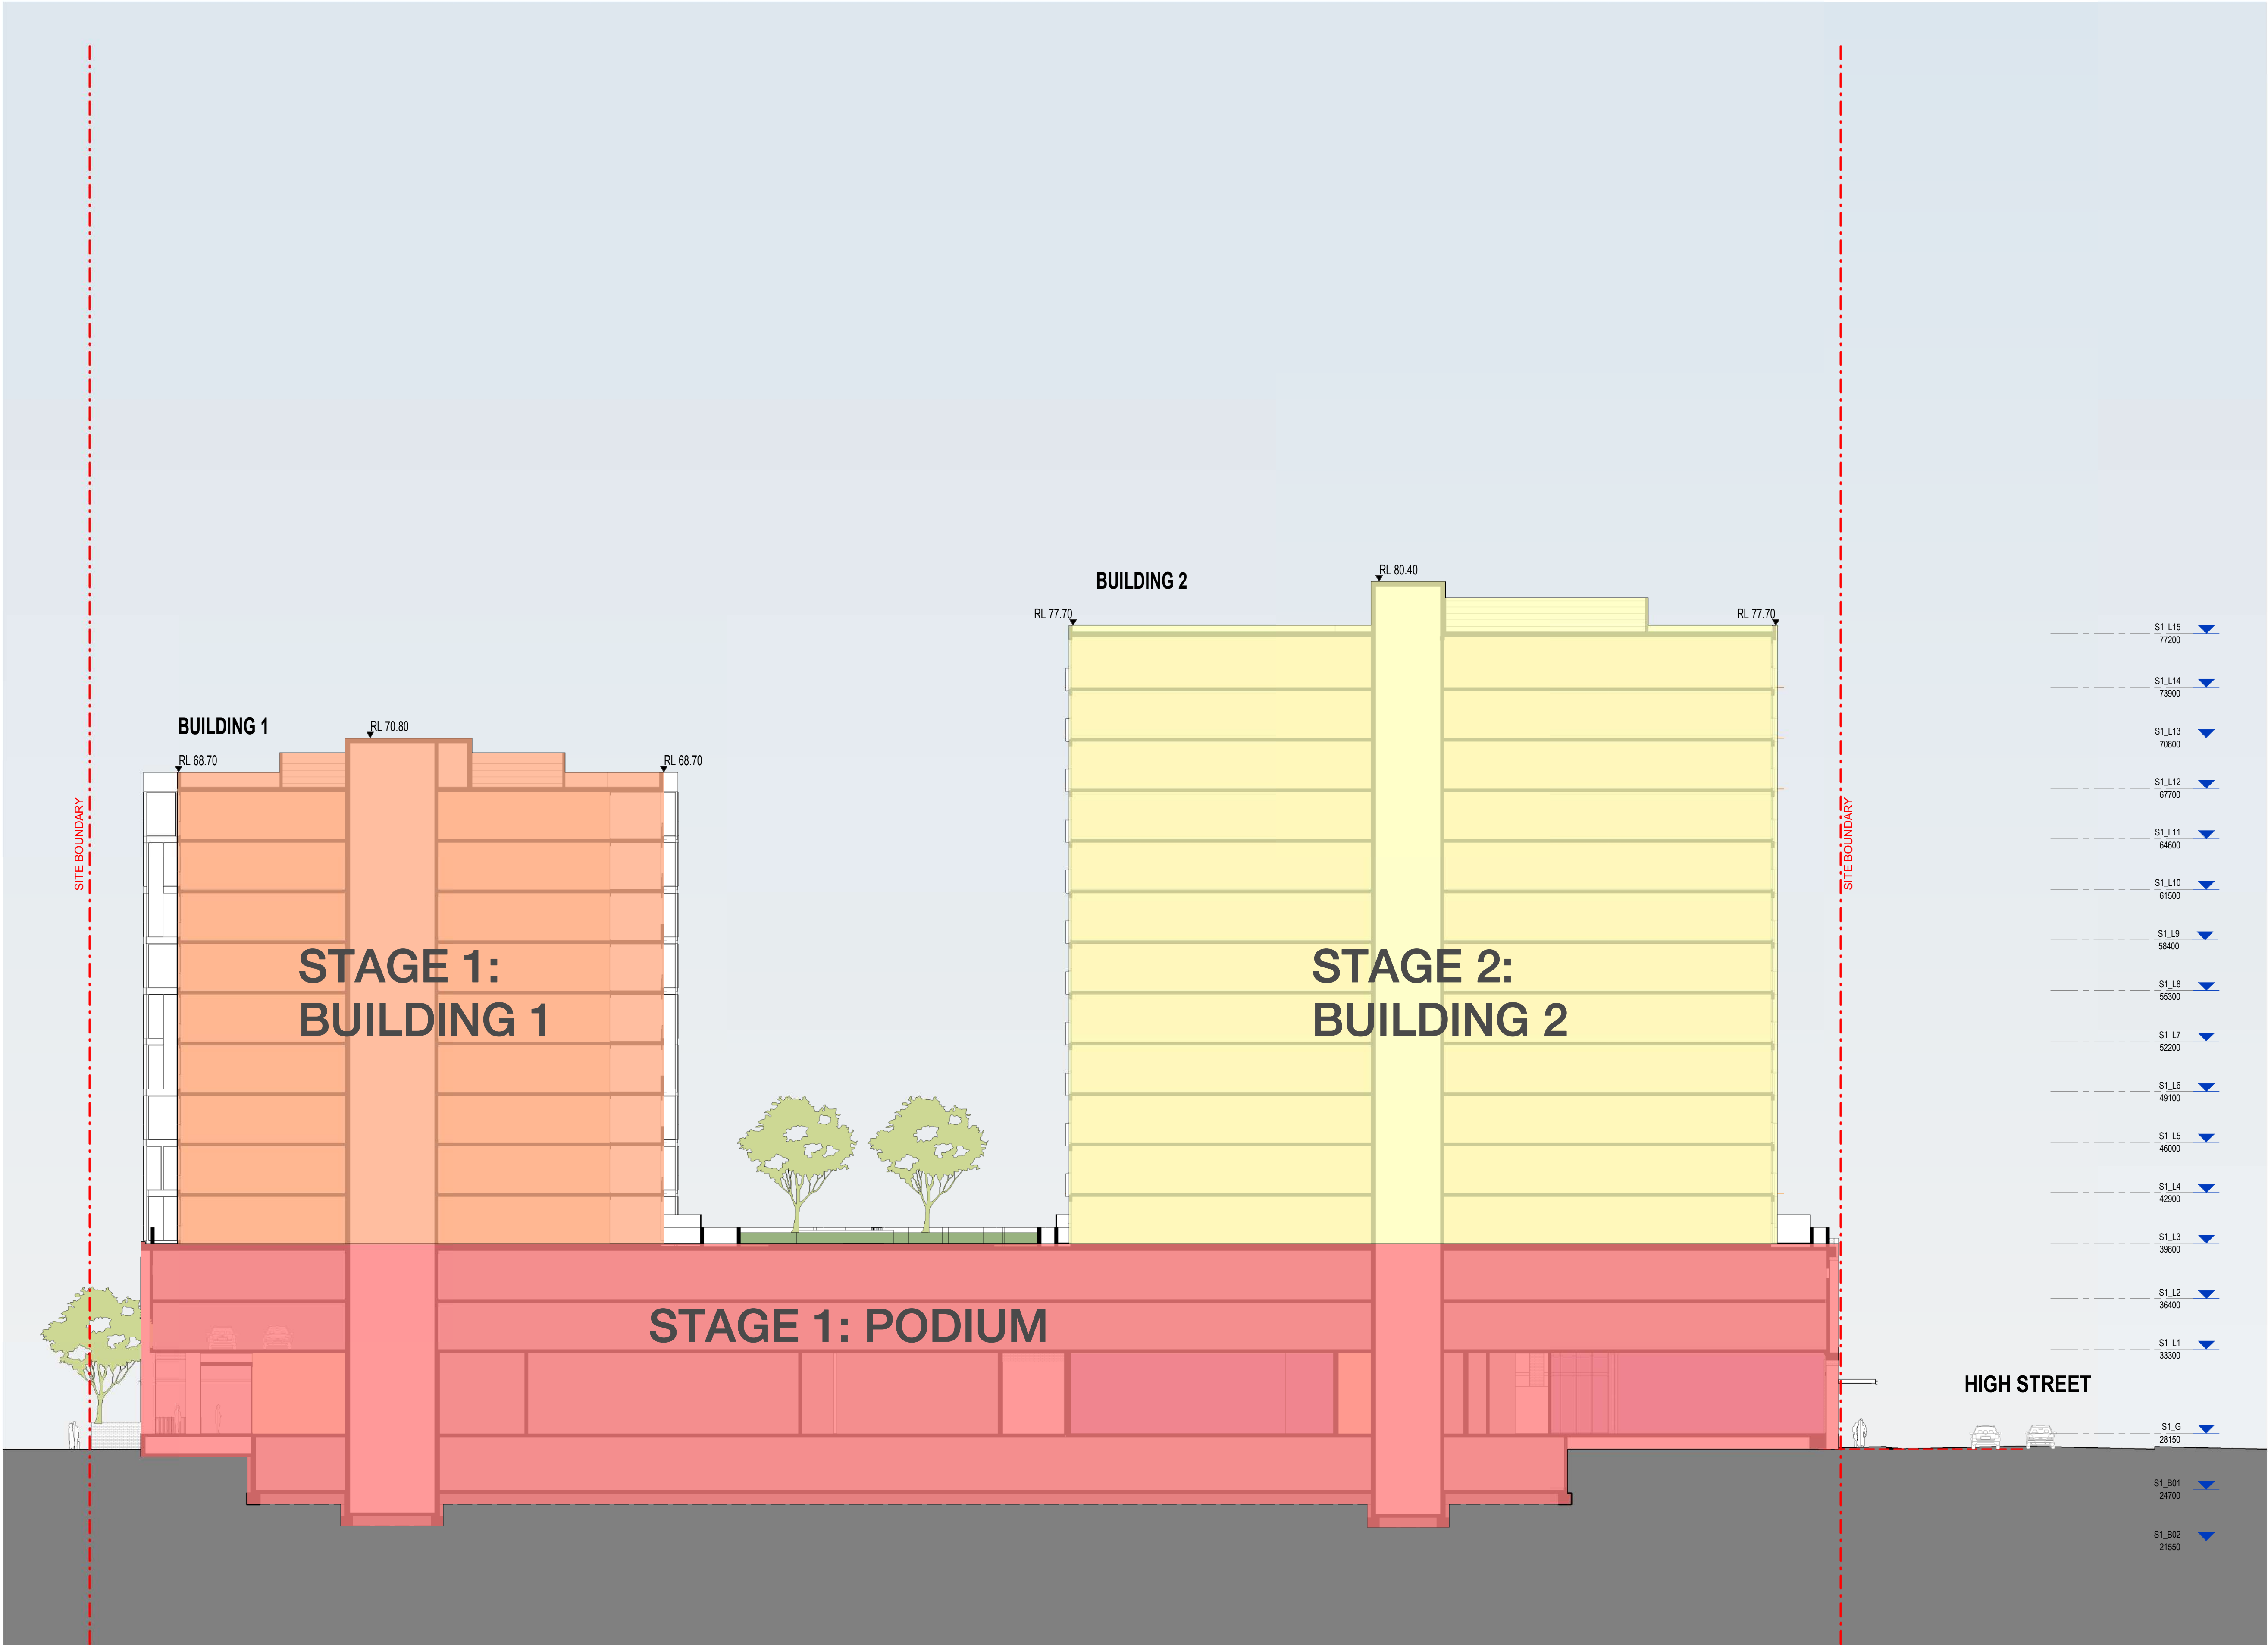 BUILDING 2
RL 80.40
RL 77.70
RL 77.70
BUILDING 1
RL 70.80
RL 68.70
RL 68.70
SITE BOUNDARY
SITE BOUNDARY
STAGE 1:
BUILDING 1
STAGE 2:
BUILDING 2
STAGE 1: PODIUM
HIGH STREET
S1_L15
77200
S1_L14
73900
S1_L13
70800
S1_L12
67700
S1_L11
64600
S1_L10
61500
S1_L9
58400
S1_L8
55300
S1_L7
52200
S1_L6
49100
S1_L5
46000
S1_L4
42900
S1_L3
39800
S1_L2
36400
S1_L1
33300
S1_G
28150
S1_B01
24700
S1_B02
21550